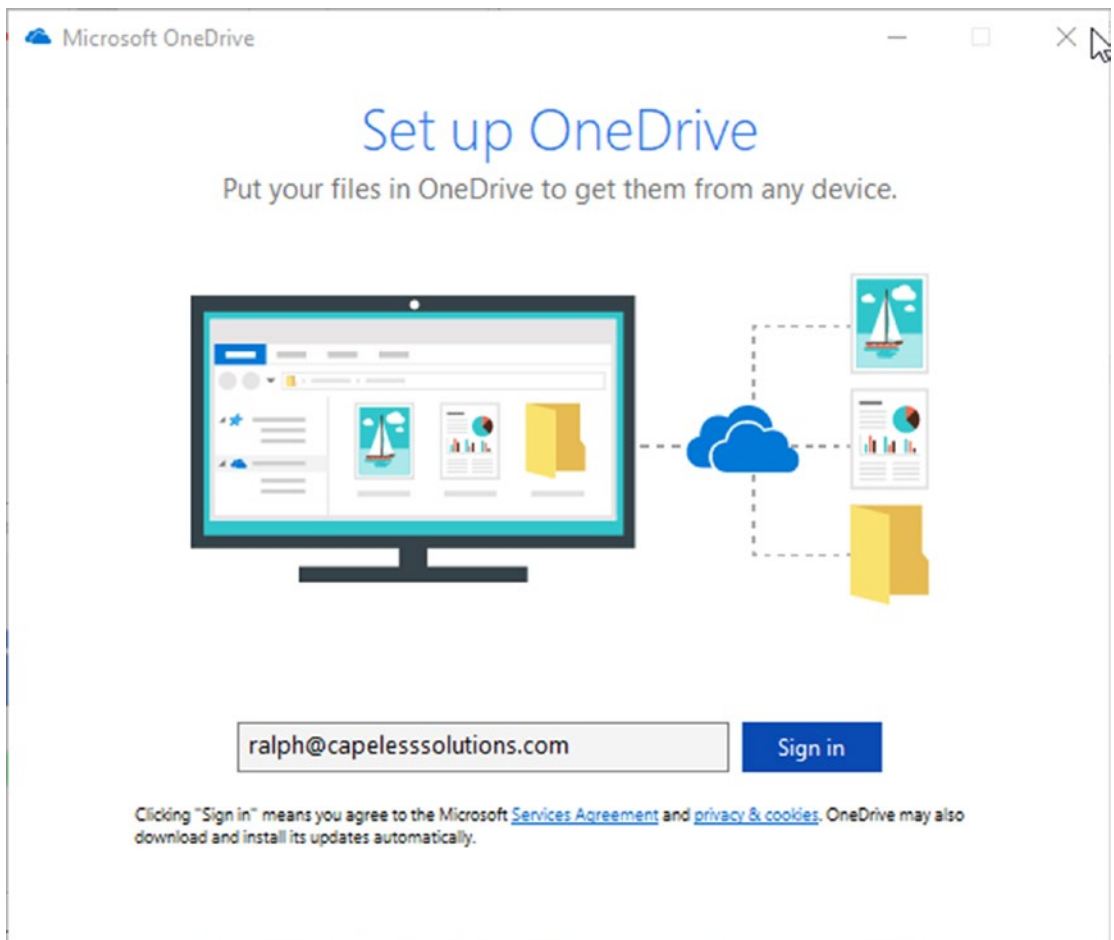 Microsoft OneDrive
Set up OneDrive
Put your files in OneDrive to get them from any device.
ralph@capelesssolutions.com
Sign in
Clicking "Sign in" means you agree to the Microsoft Services Agreement and privacy & cookies. OneDrive may also
download and install its updates automatically.